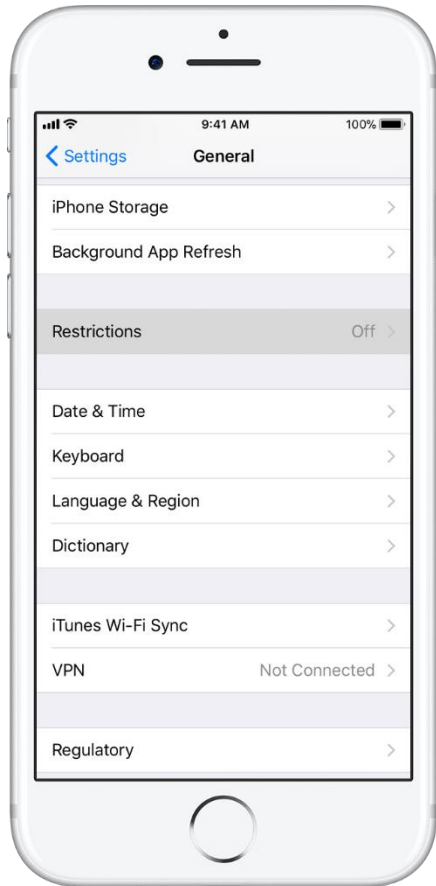 9:41 AM 100%
Settings General
iPhone Storage
Background App Refresh
Restrictions Off
Date & Time
Keyboard
Language & Region
Dictionary
iTunes Wi-Fi Sync
VPN Not Connected
Regulatory